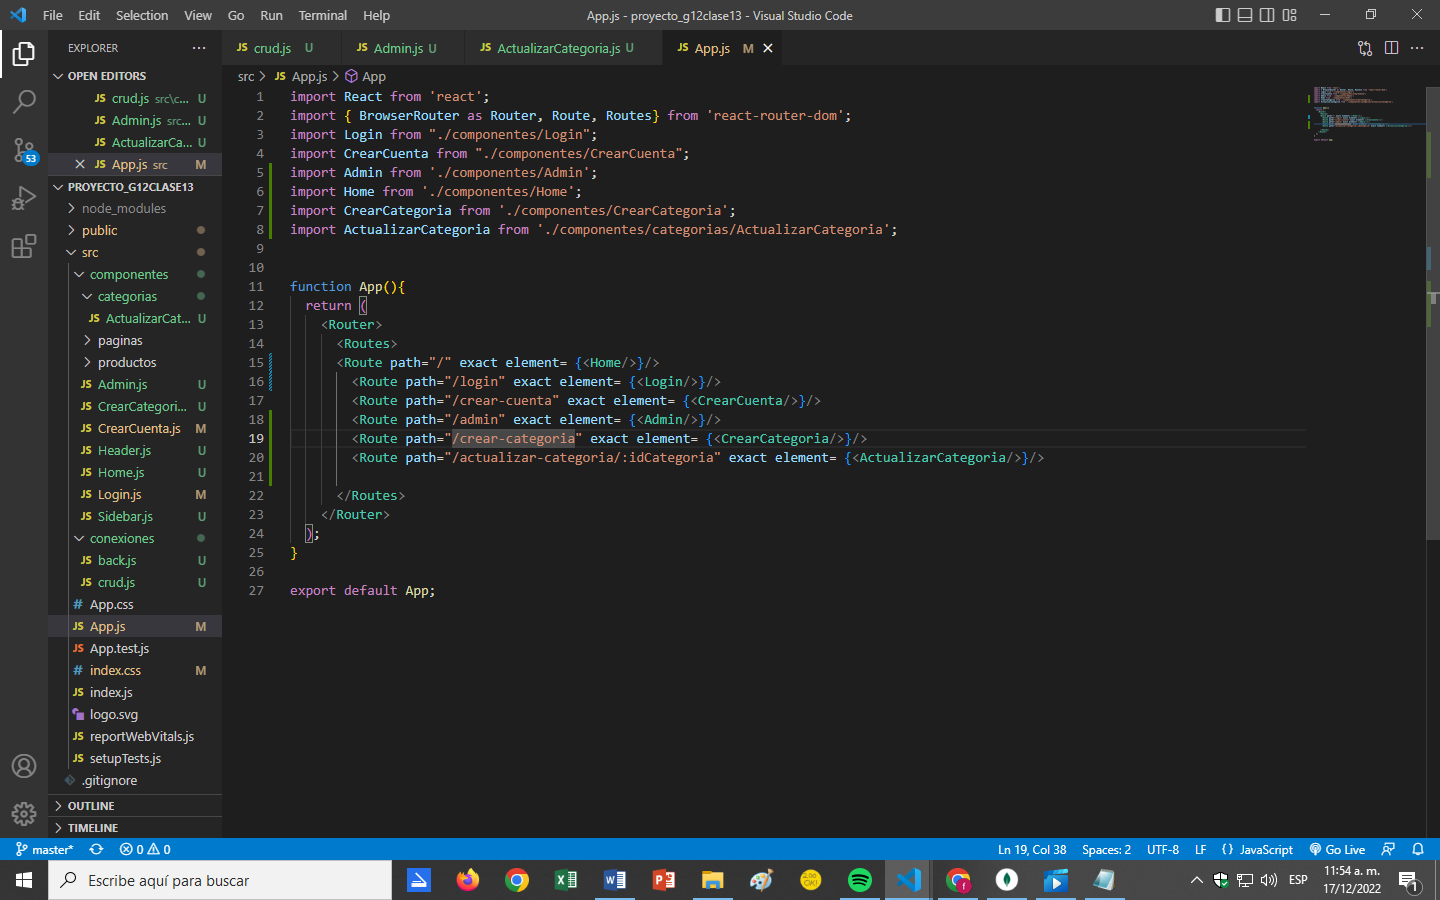 File Edit Selection View Go Run Terminal Help
App.js - proyecto_g12clase13 - Visual Studio Code
EXPLORER
OPEN EDITORS
JS crud.js src\c... U
JS Admin.js src... U
JS ActualizarCa... U
JS App.js src M
PROYECTO_G12CLASE13
node_modules
public
src
componentes
categorias
JS ActualizarCat... U
paginas
productos
JS Admin.js U
JS CrearCategori... U
JS CrearCuenta.js M
JS Header.js U
JS Home.js U
JS Login.js M
JS Sidebar.js U
conexiones
JS back.js U
JS crud.js U
# App.css
JS App.js M
JS App.test.js
# index.css M
JS index.js
logo.svg
JS reportWebVitals.js
JS setupTests.js
.gitignore
OUTLINE
TIMELINE
53
JS crud.js U
JS Admin.js U
JS ActualizarCategoria.js U
JS App.js M
src > JS App.js > App
1 import React from 'react';
2 import { BrowserRouter as Router, Route, Routes} from 'react-router-dom';
3 import Login from "./componentes/Login";
4 import CrearCuenta from "./componentes/CrearCuenta";
5 import Admin from './componentes/Admin';
6 import Home from './componentes/Home';
7 import CrearCategoria from './componentes/CrearCategoria';
8 import ActualizarCategoria from './componentes/categorias/ActualizarCategoria';
9
10
11 function App(){
12 return (
13 <Router>
14 <Routes>
15 <Route path="/" exact element= {<Home/>}/>
16 <Route path="/login" exact element= {<Login/>}/>
17 <Route path="/crear-cuenta" exact element= {<CrearCuenta/>}/>
18 <Route path="/admin" exact element= {<Admin/>}/>
19 <Route path="/crear-categoria" exact element= {<CrearCategoria/>}/>
20 <Route path="/actualizar-categoria/:idCategoria" exact element= {<ActualizarCategoria/>}/>
21
22 </Routes>
23 </Router>
24 );
25 }
26
27 export default App;
master* 0 0
Ln 19, Col 38 Spaces: 2 UTF-8 LF {} JavaScript Go Live
Escribe aquí para buscar
ESP
11:54 a. m.
17/12/2022
1